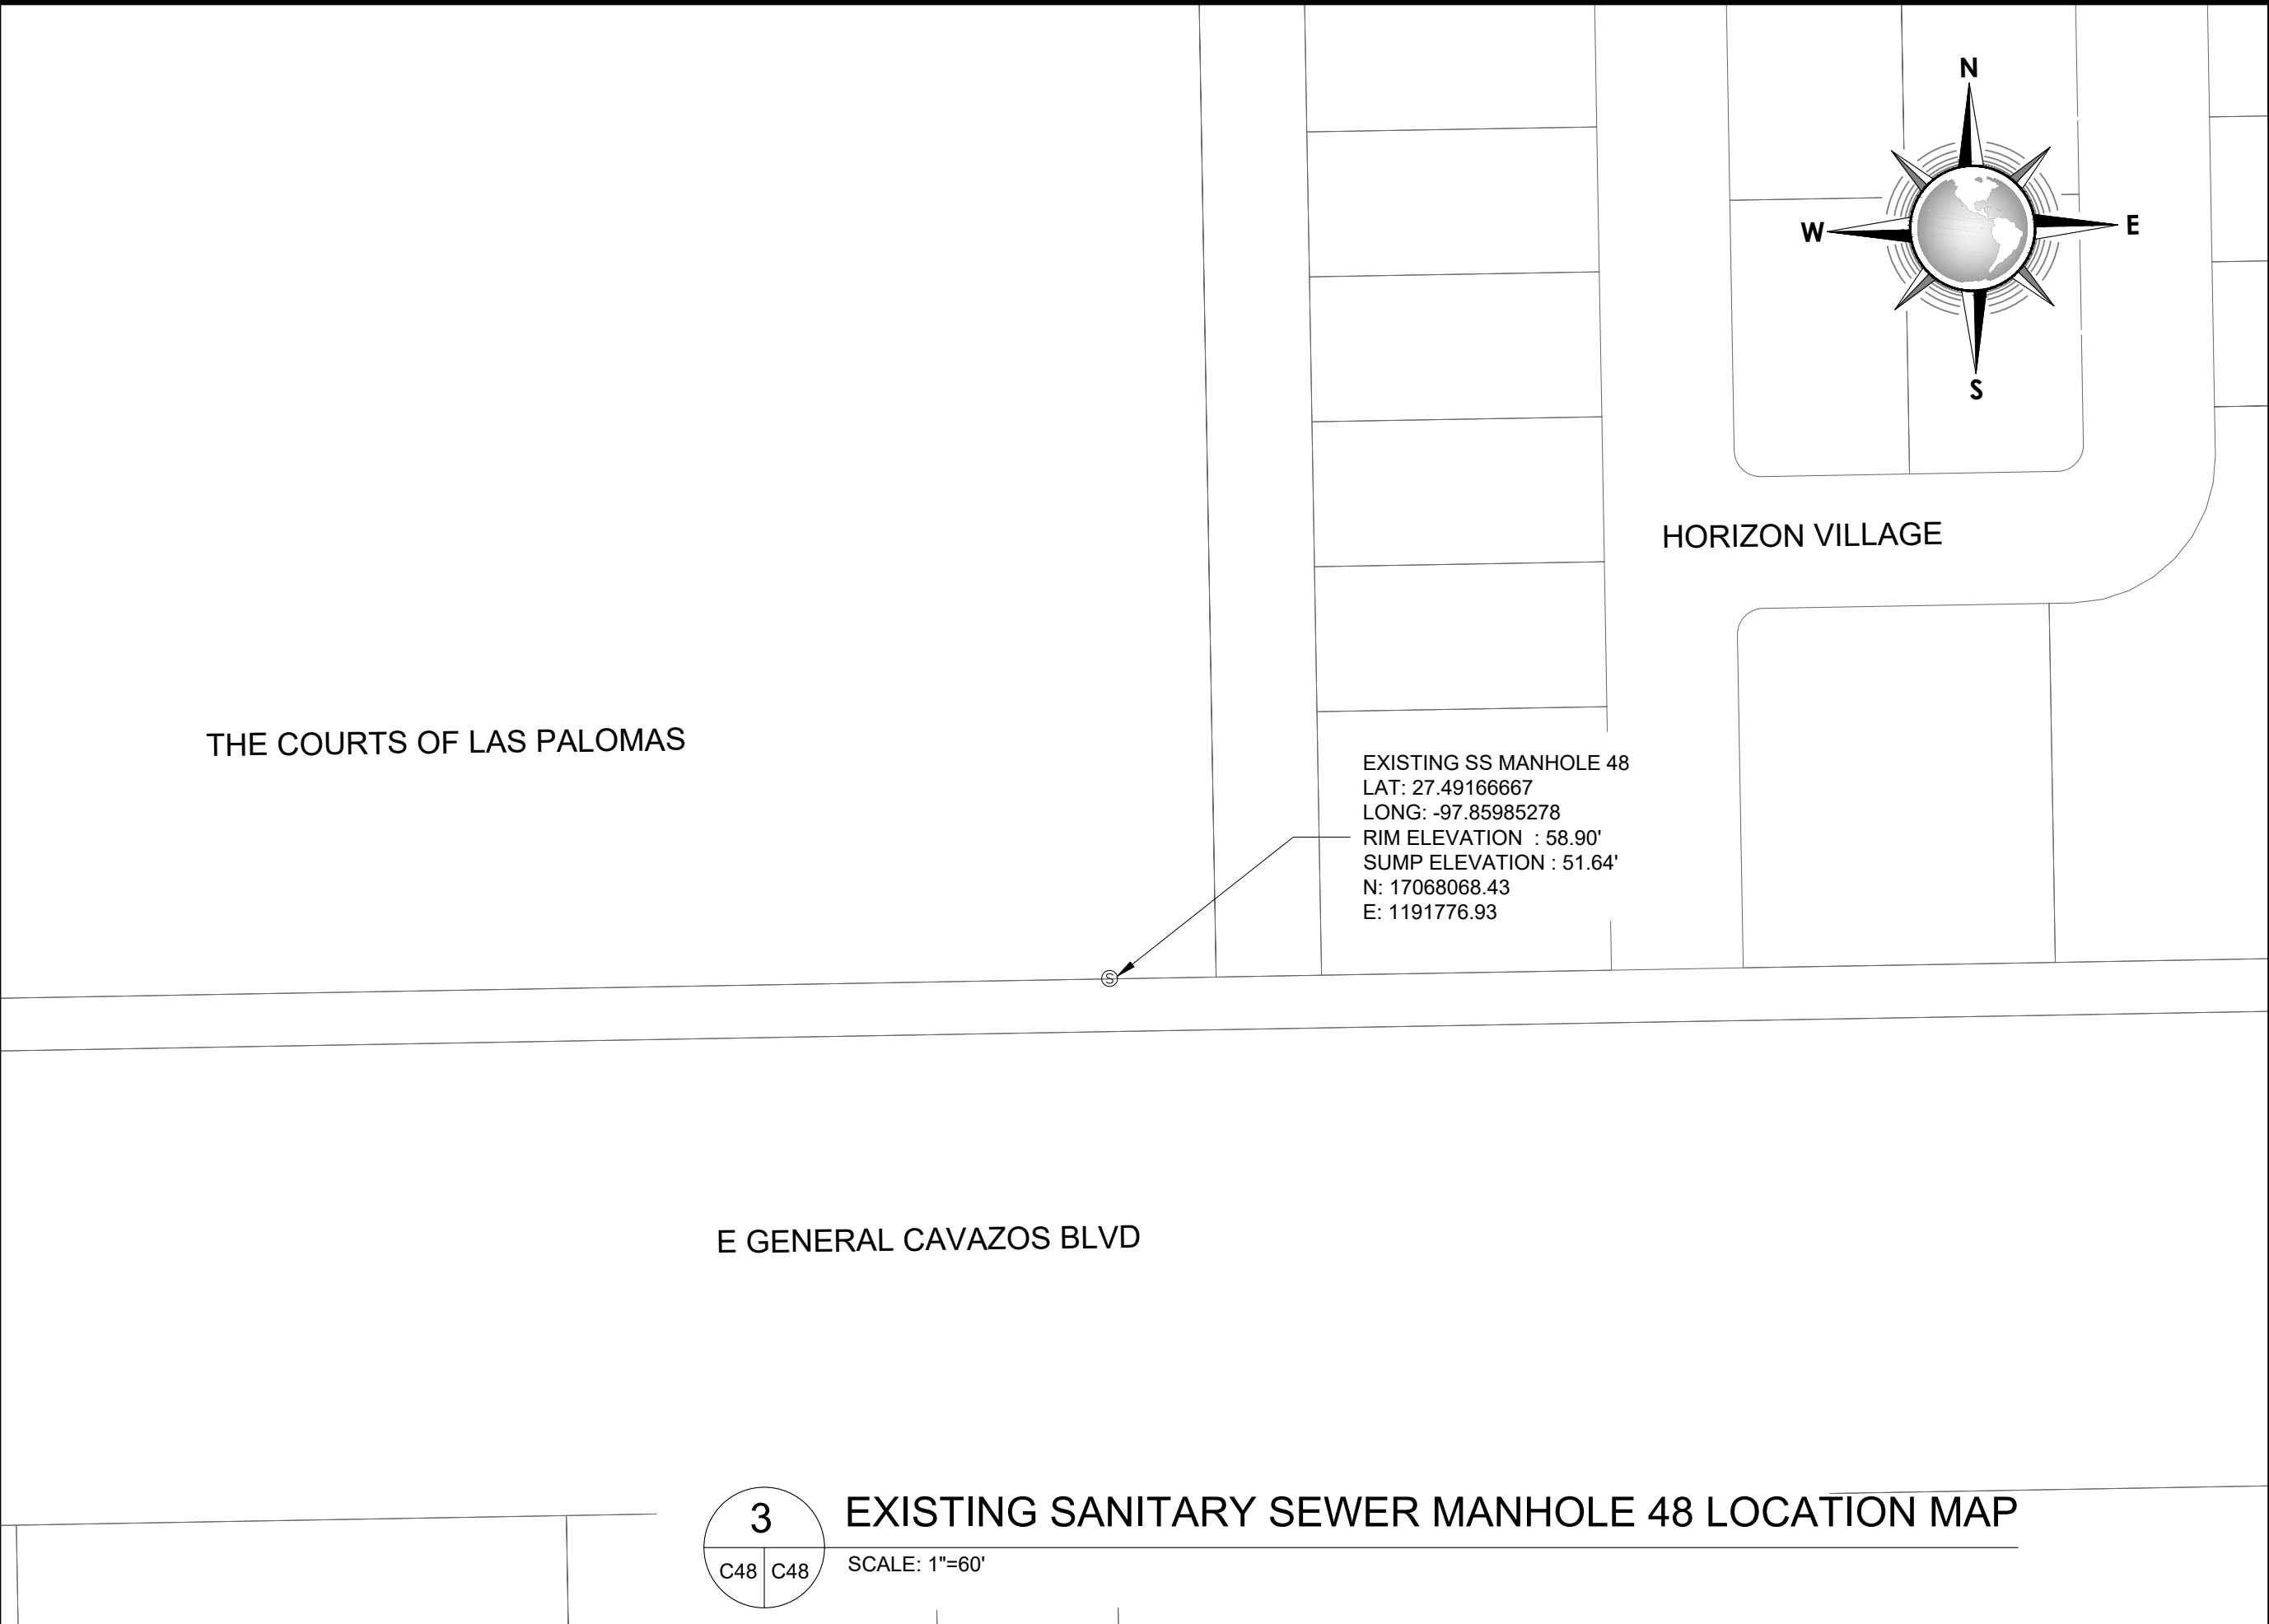 N
W
E
S
HORIZON VILLAGE
THE COURTS OF LAS PALOMAS
EXISTING SS MANHOLE 48
LAT: 27.49166667
LONG: -97.85985278
RIM ELEVATION : 58.90'
SUMP ELEVATION : 51.64'
N: 17068068.43
E: 1191776.93
S
E GENERAL CAVAZOS BLVD
3
EXISTING SANITARY SEWER MANHOLE 48 LOCATION MAP
C48 C48
SCALE: 1"=60'